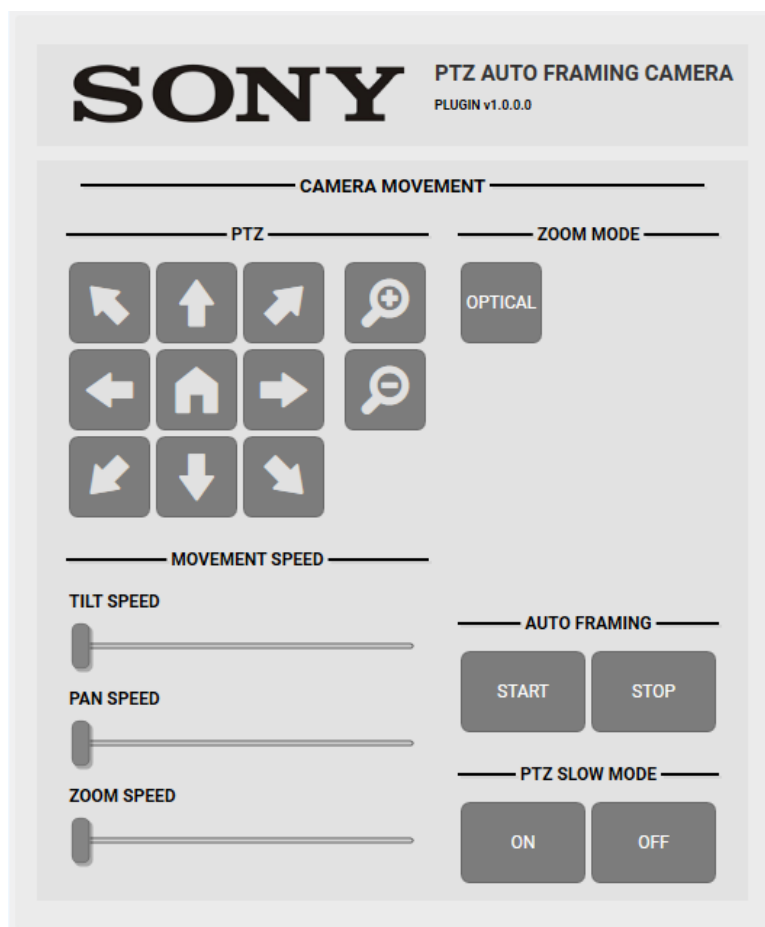 SONY
PTZ AUTO FRAMING CAMERA
PLUGIN v1.0.0.0
CAMERA MOVEMENT
PTZ
ZOOM MODE
OPTICAL
MOVEMENT SPEED
TILT SPEED
PAN SPEED
ZOOM SPEED
AUTO FRAMING
START
STOP
PTZ SLOW MODE
ON
OFF